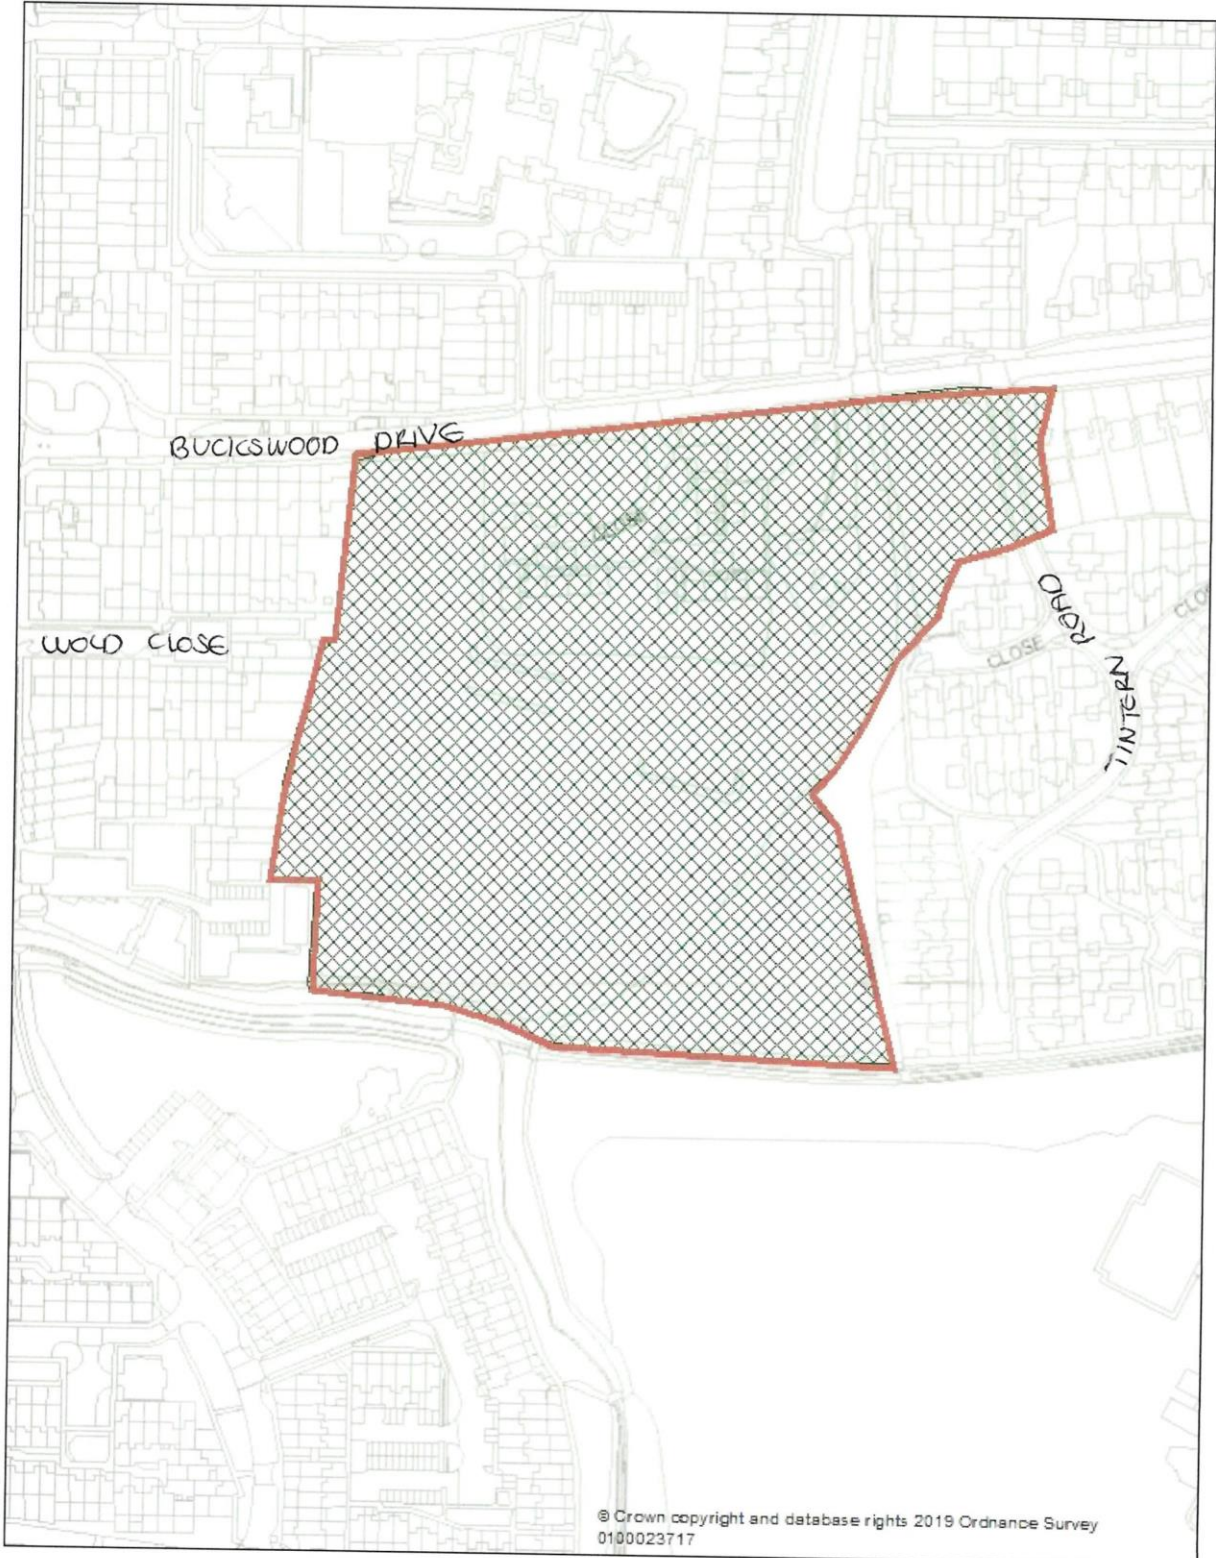 BUCKSWOOD DRIVE
WOLD CLOSE
ROAD
CLOSE
TINTERN
© Crown copyright and database rights 2019 Ordnance Survey
0100023717